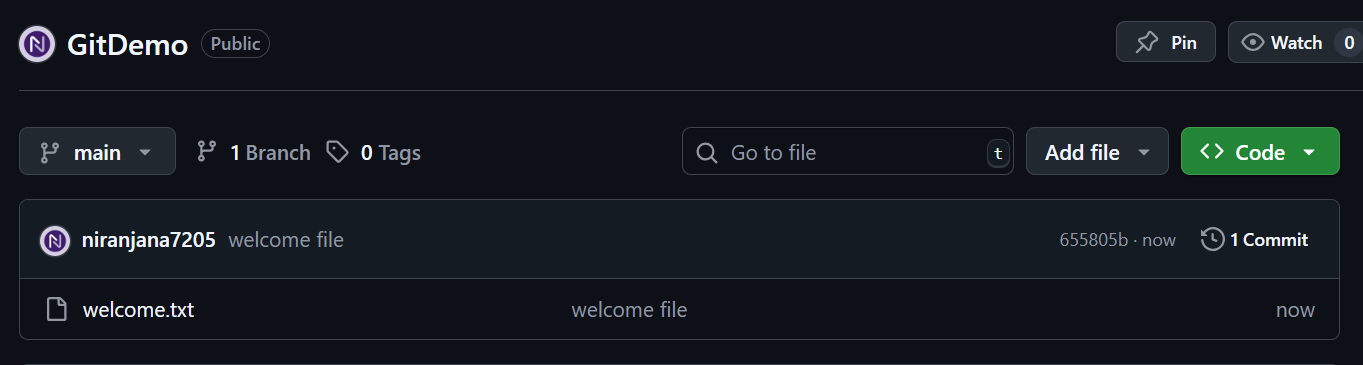 GitDemo Public Pin Watch 0
main 1 Branch 0 Tags Go to file t Add file Code
niranjana7205 welcome file 655805b · now 1 Commit
welcome.txt welcome file now